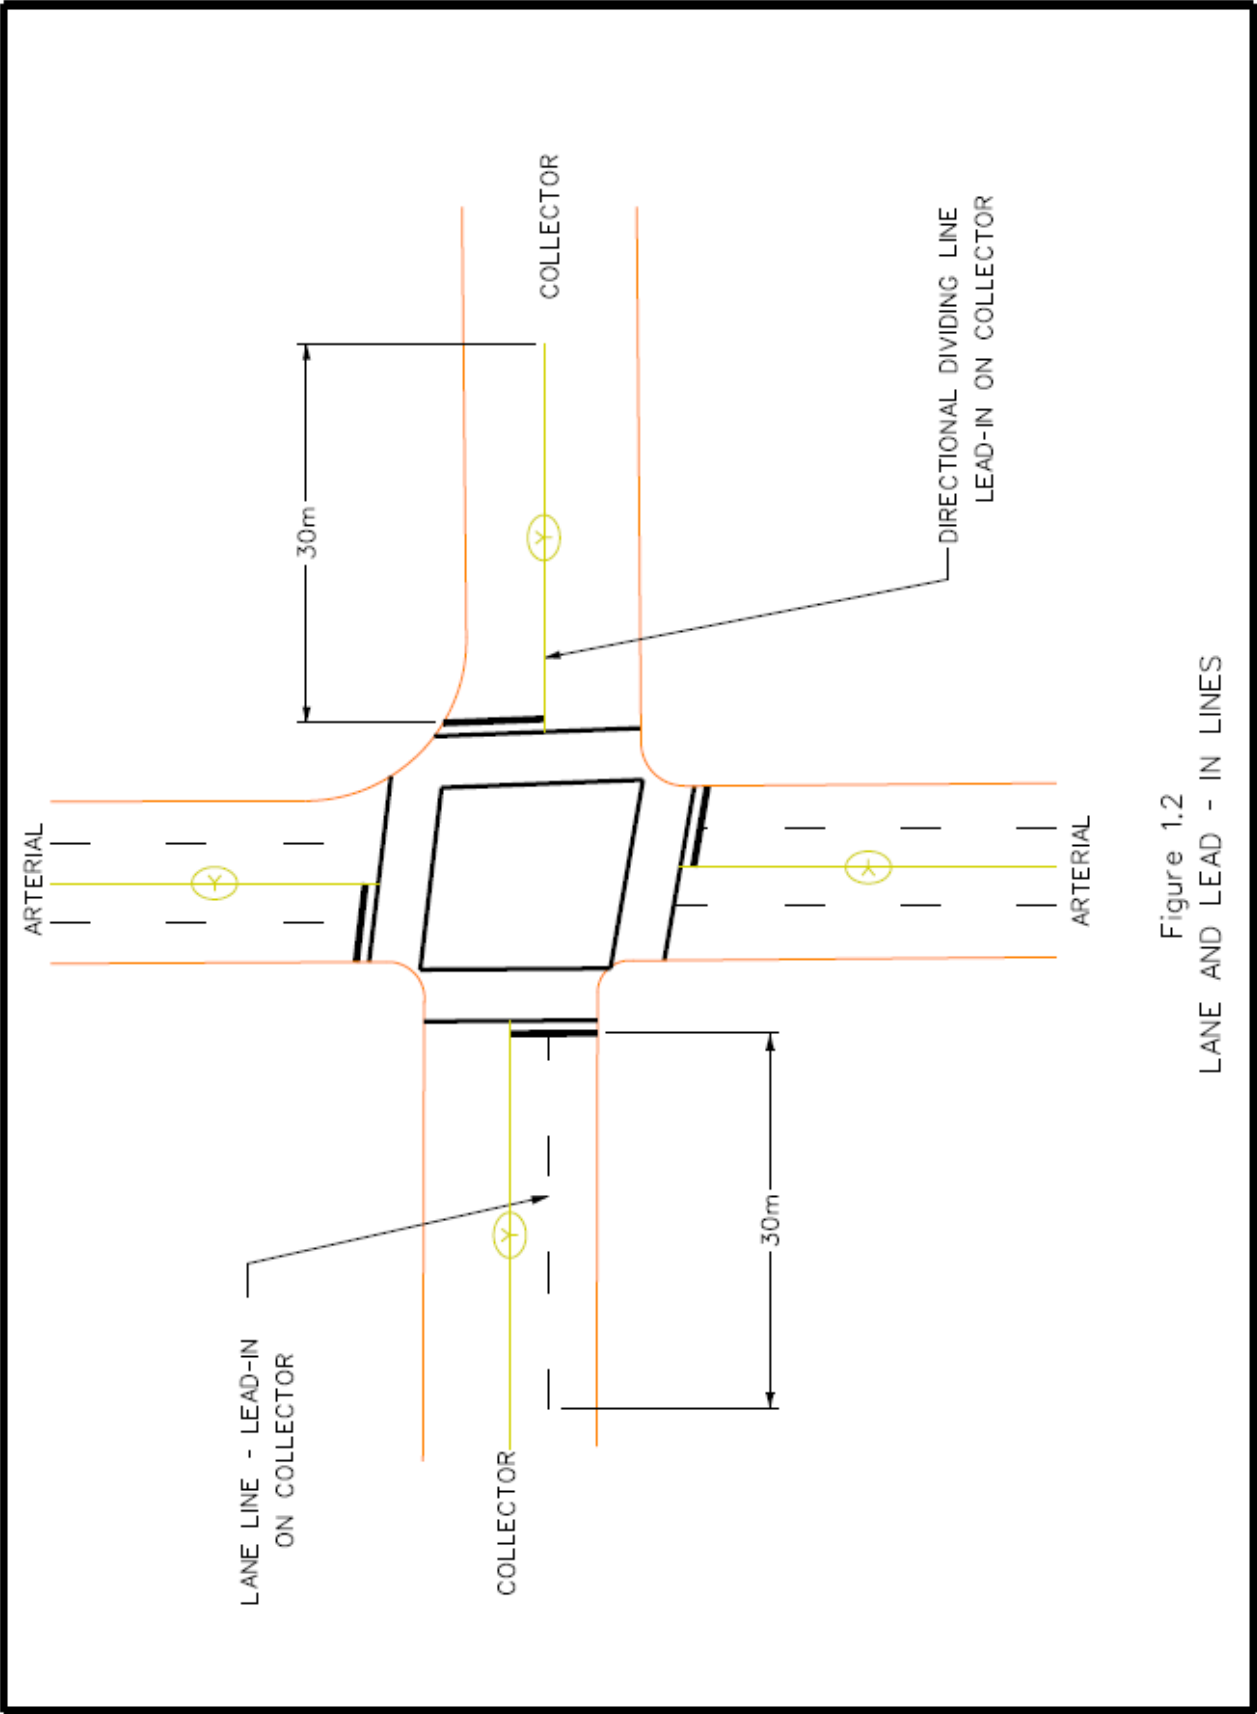 ARTERIAL
COLLECTOR
30m
Y
Y
DIRECTIONAL DIVIDING LINE
LEAD-IN ON COLLECTOR
LANE LINE - LEAD-IN
ON COLLECTOR
Y
Y
30m
COLLECTOR
ARTERIAL
Figure 1.2
LANE AND LEAD - IN LINES